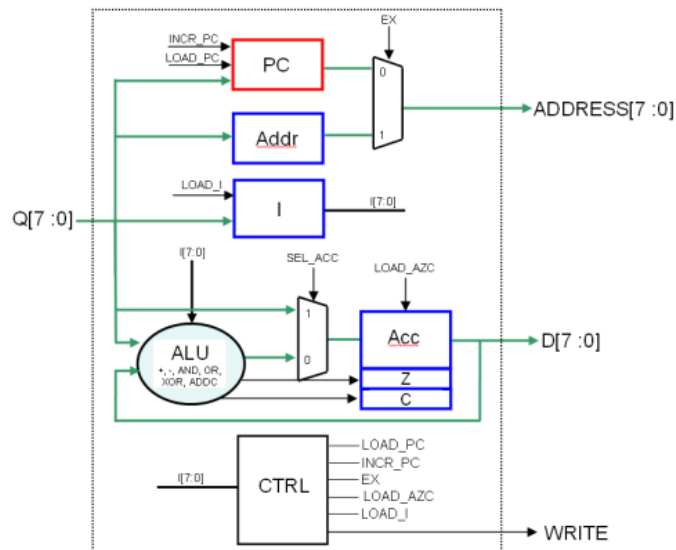 EX
INCR_PC
LOAD_PC
PC
0
ADDRESS[7 :0]
Addr
1
LOAD_I
I
I[7:0]
Q[7 :0]
I[7:0]
SEL_ACC
LOAD_AZC
1
Acc
D[7 :0]
ALU
+,-, AND, OR,
XOR, ADDC
0
Z
C
LOAD_PC
INCR_PC
I[7:0]
CTRL
EX
LOAD_AZC
LOAD_I
WRITE